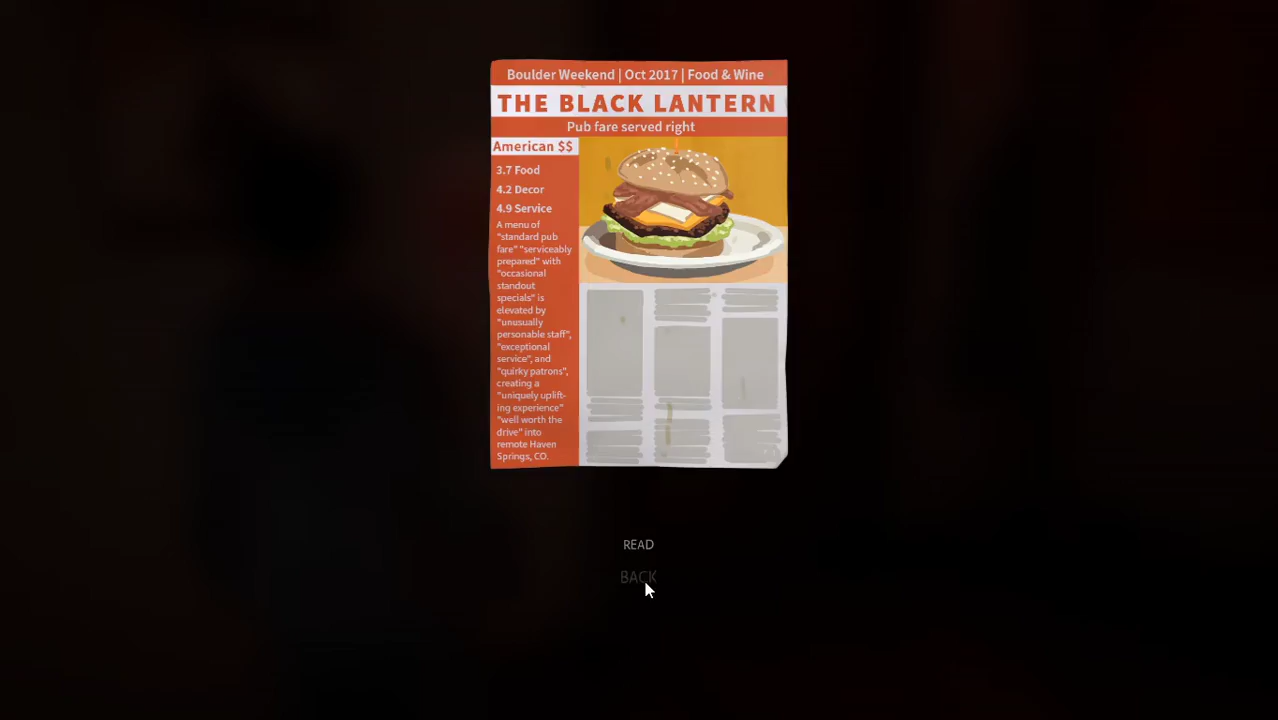 Boulder Weekend | Oct 2017 | Food & Wine
THE BLACK LANTERN
Pub fare served right
American $$
3.7 Food
4.2 Decor
4.9 Service
A menu of
"standard pub
fare" "serviceably
prepared" with
"occasional
standout
specials" is
elevated by
"unusually
personable staff",
"exceptional
service", and
"quirky patrons",
creating a
"uniquely uplift-
ing experience"
"well worth the
drive" into
remote Haven
Springs, CO.
READ
BACK